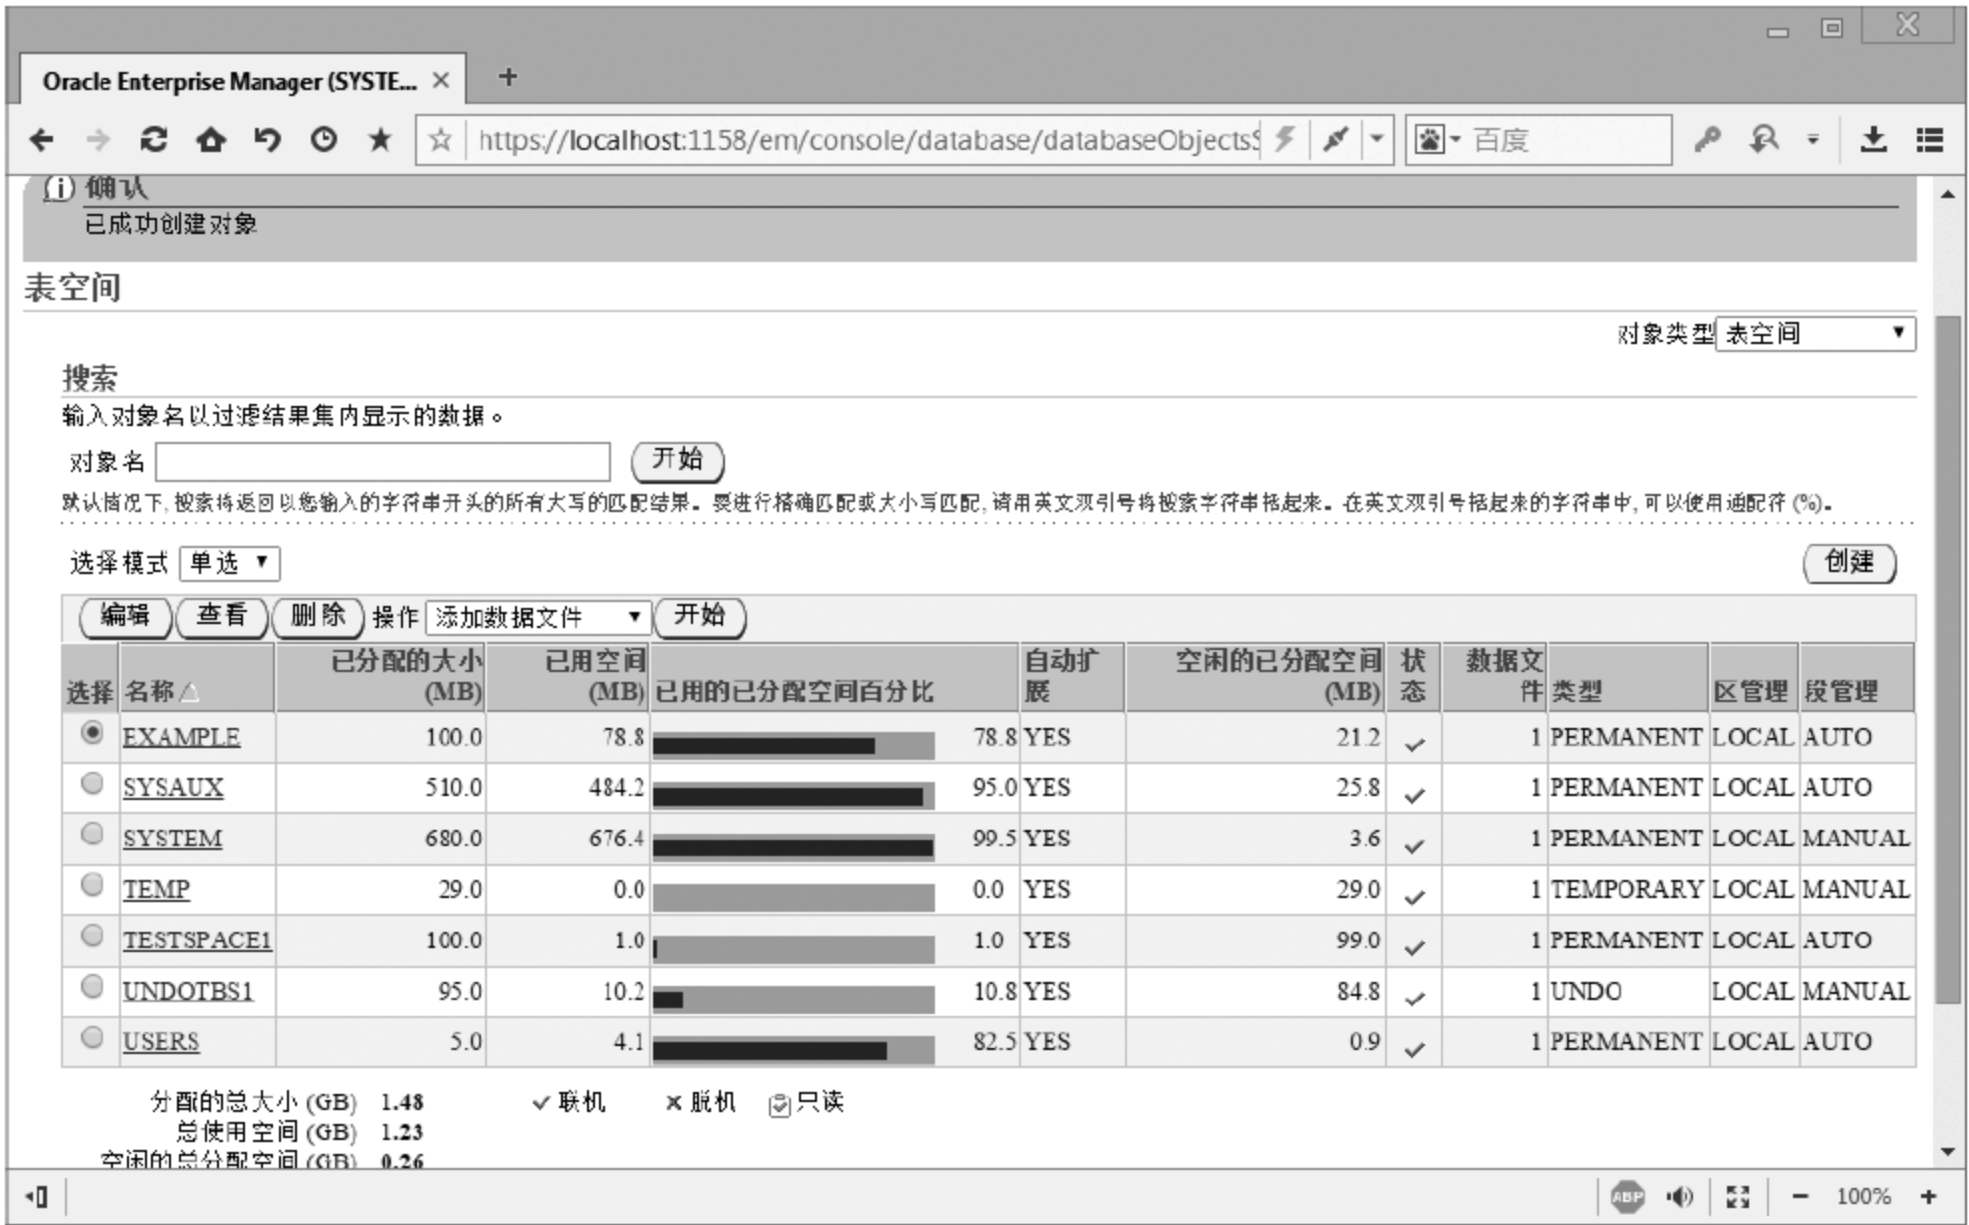 Oracle Enterprise Manager (SYSTE...
https://localhost:1158/em/console/database/databaseObjectsS
百度
确认
已成功创建对象
表空间
对象类型 表空间
搜索
输入对象名以过滤结果集内显示的数据。
对象名 开始
默认情况下, 搜索将返回以您输入的字符串开头的所有大写的匹配结果。要进行精确匹配或大小写匹配, 请用英文双引号将搜索字符串括起来。在英文双引号括起来的字符串中, 可以使用通配符 (%)。
选择模式 单选 创建
编辑 查看 删除 操作 添加数据文件 开始
选择 名称 已分配的大小 (MB) 已用空间 (MB) 已用的已分配空间百分比 自动扩展 空闲的已分配空间 (MB) 状态 数据文件 类型 区管理 段管理
EXAMPLE 100.0 78.8 78.8 YES 21.2 1 PERMANENT LOCAL AUTO
SYSAUX 510.0 484.2 95.0 YES 25.8 1 PERMANENT LOCAL AUTO
SYSTEM 680.0 676.4 99.5 YES 3.6 1 PERMANENT LOCAL MANUAL
TEMP 29.0 0.0 0.0 YES 29.0 1 TEMPORARY LOCAL MANUAL
TESTSPACE1 100.0 1.0 1.0 YES 99.0 1 PERMANENT LOCAL AUTO
UNDOTBS1 95.0 10.2 10.8 YES 84.8 1 UNDO LOCAL MANUAL
USERS 5.0 4.1 82.5 YES 0.9 1 PERMANENT LOCAL AUTO
分配的总大小 (GB) 1.48 联机 脱机 只读
总使用空间 (GB) 1.23
空闲的总分配空间 (GB) 0.26
ABP 100%